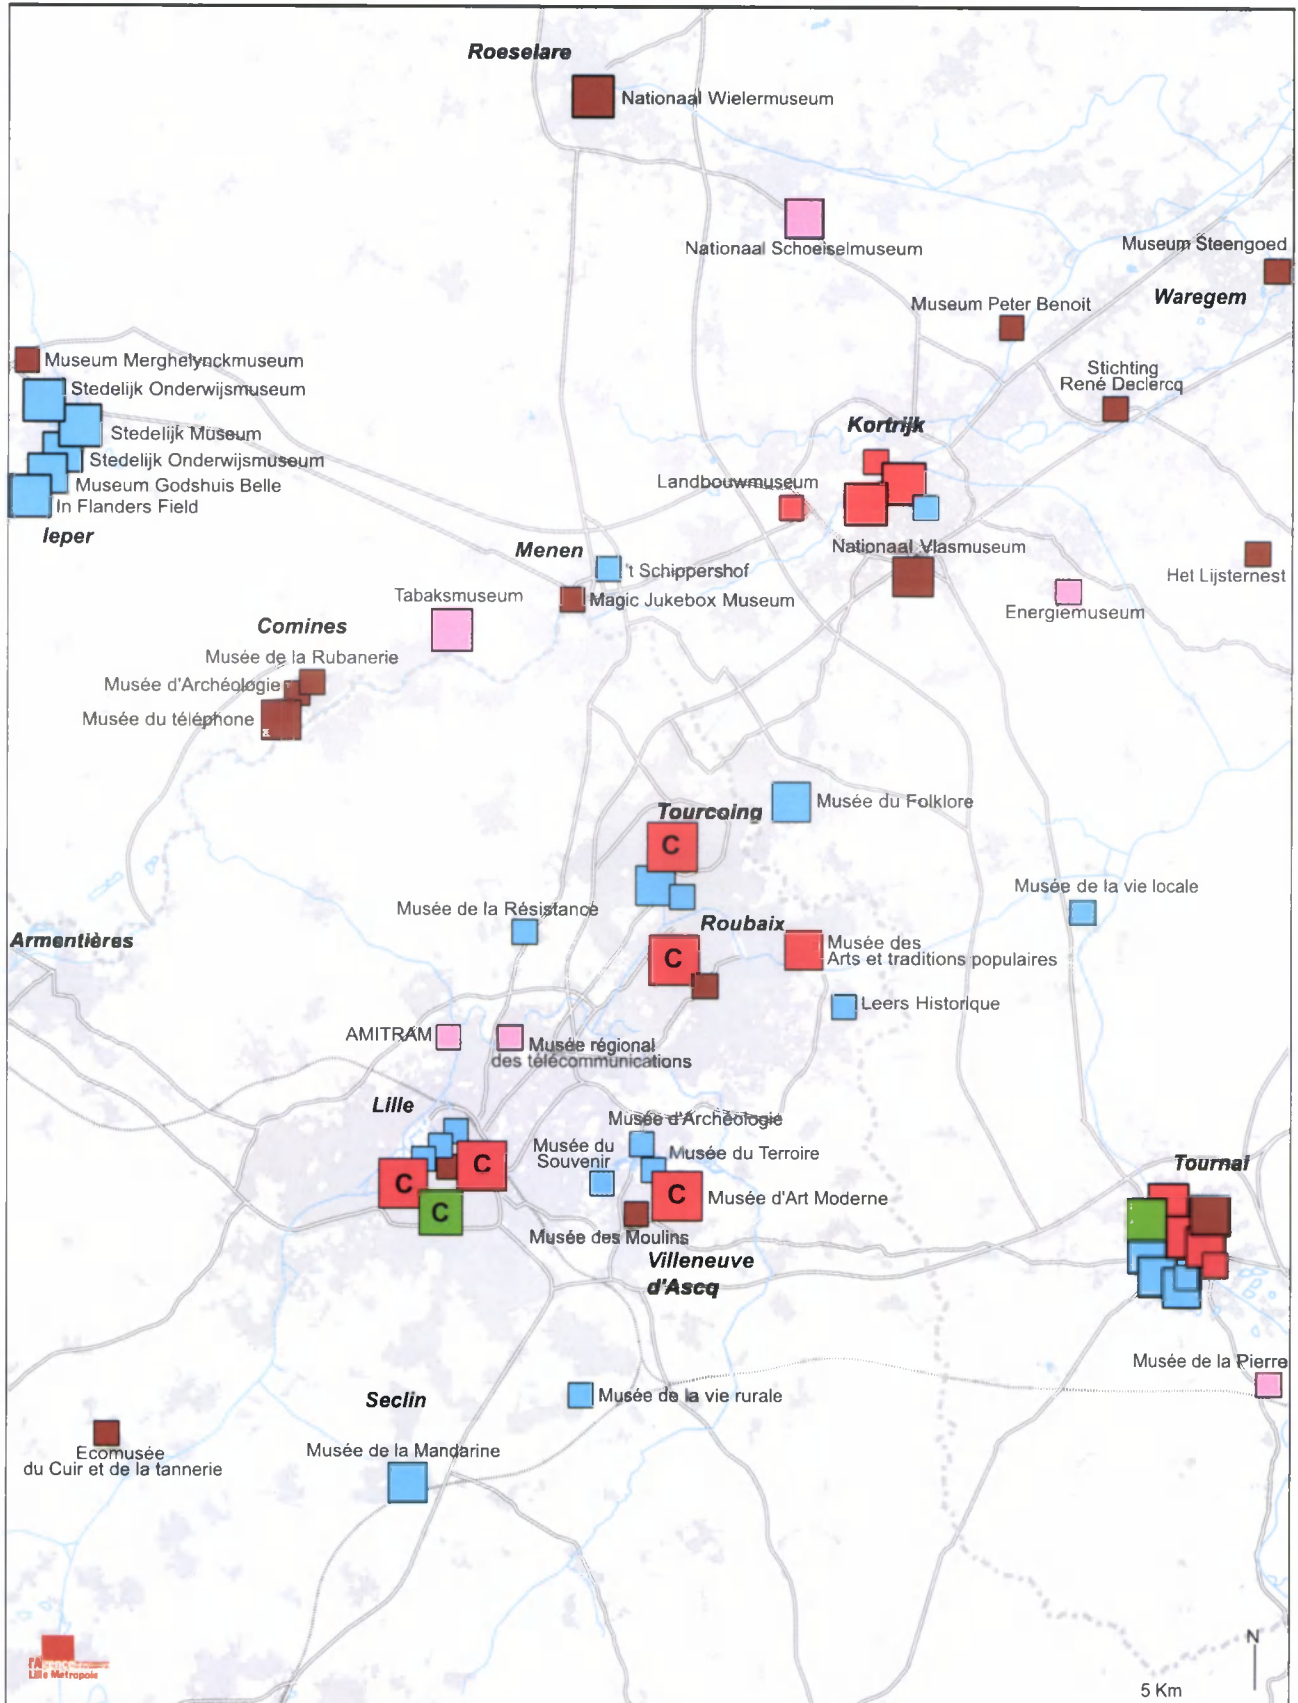 Roeselare
Nationaal Wielermuseum
Nationaal Schoeiselmuseum
Museum Steengoed
Waregem
Museum Peter Benoit
Museum Merghelynckmuseum
Stedelijk Onderwijsmuseum
Stichting
René Declercq
Stedelijk Museum
Kortrijk
Stedelijk Onderwijsmuseum
Museum Godshuis Belle
In Flanders Field
Landbouwmuseum
Ieper
Menen
Nationaal Vlasmuseum
't Schippershof
Het Lijsternest
Tabaksmuseum
Magic Jukebox Museum
Energiemuseum
Comines
Musée de la Rubanerie
Musée d'Archéologie
Musée du téléphone
Musée du Folklore
Tourcoing
C
Musée de la vie locale
Musée de la Résistance
Roubaix
Armentières
Musée des
Arts et traditions populaires
C
Leers Historique
AMITRAM
Musée régional
des télécommunications
Lille
Musée d'Archéologie
Musée du
Souvenir
Musée du Terroire
Tournai
C
C
C
Musée d'Art Moderne
C
Musée des Moulins
Villeneuve
d'Ascq
Musée de la Pierre
Seclin
Musée de la vie rurale
Ecomusée
du Cuir et de la tannerie
Musée de la Mandarine
l'Agence
Lille Metropole
N
5 Km